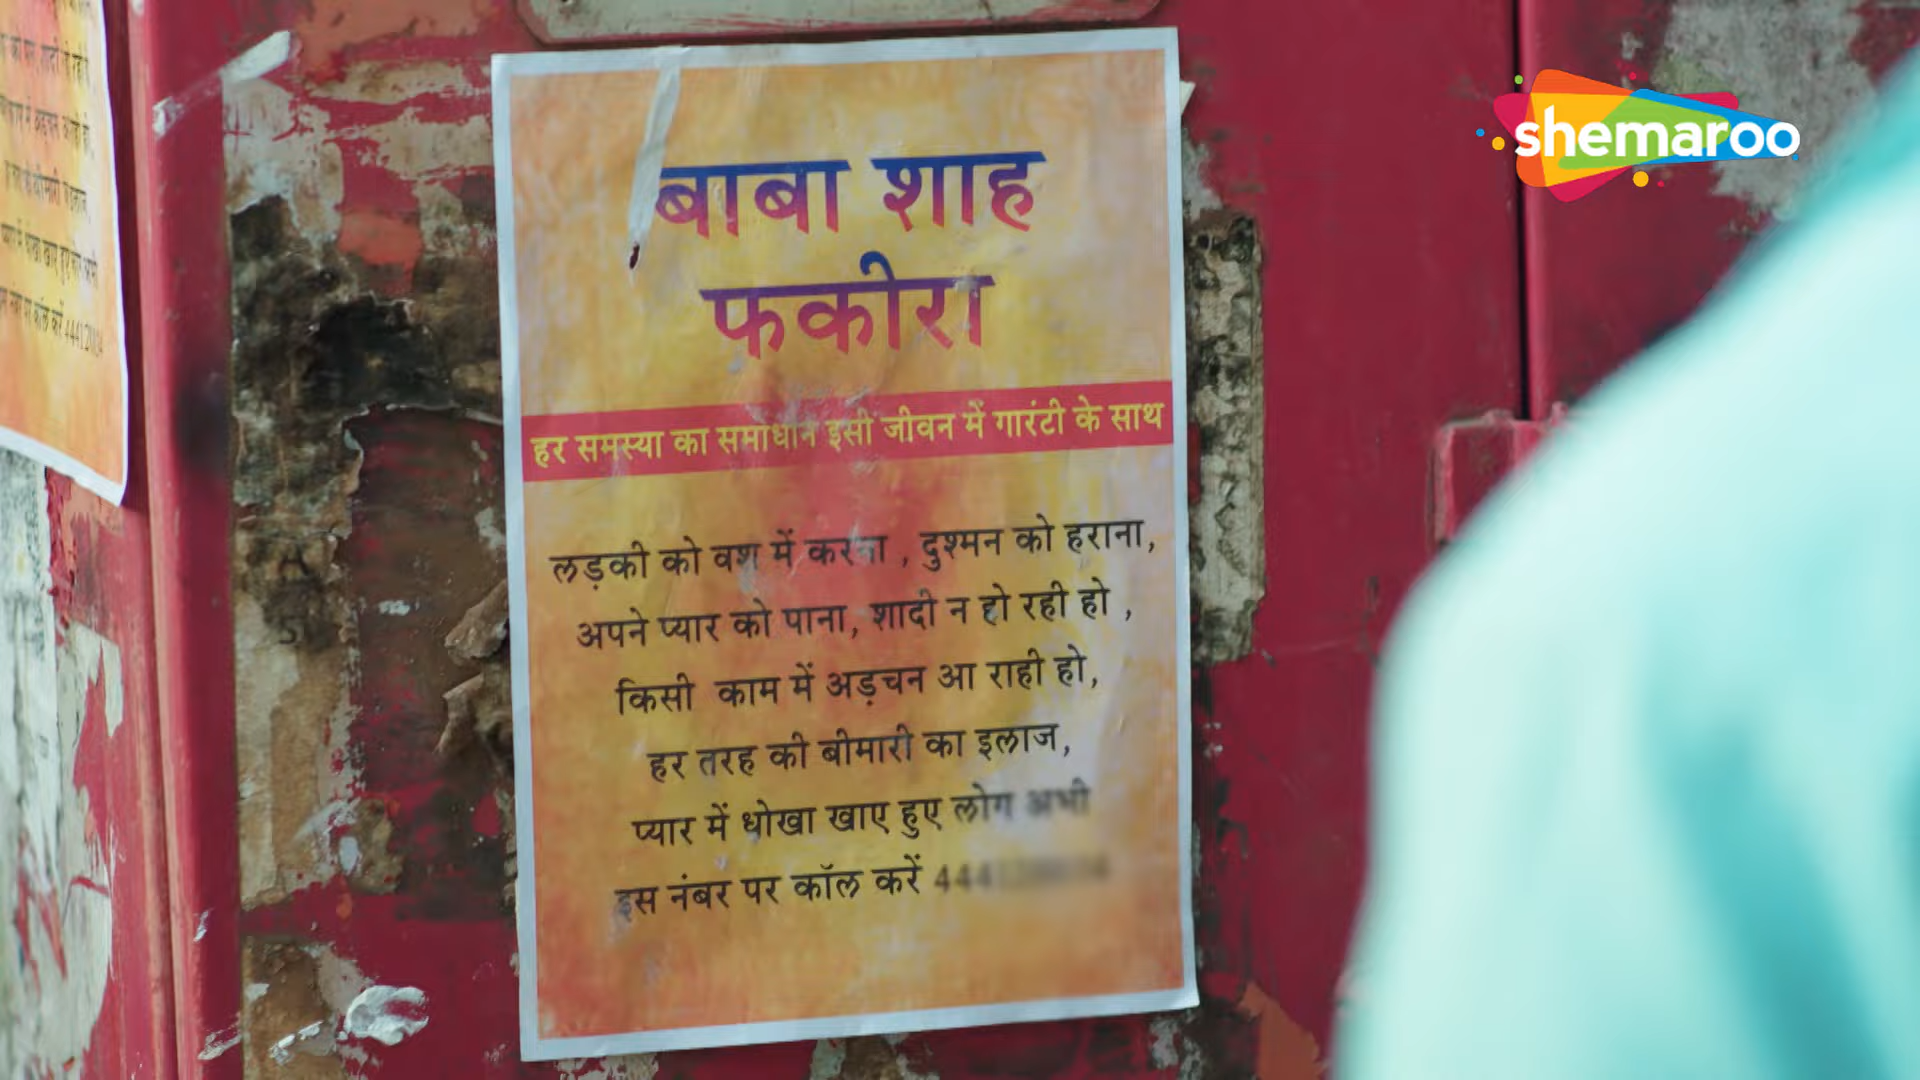 shemaroo
बाबा शाह
फकीरा
हर समस्या का समाधान इसी जीवन में गारंटी के साथ
लड़की को वश में करना , दुश्मन को हराना,
अपने प्यार को पाना, शादी न हो रही हो ,
किसी काम में अड़चन आ राही हो,
हर तरह की बीमारी का इलाज,
प्यार में धोखा खाए हुए लोग अभी
इस नंबर पर कॉल करें